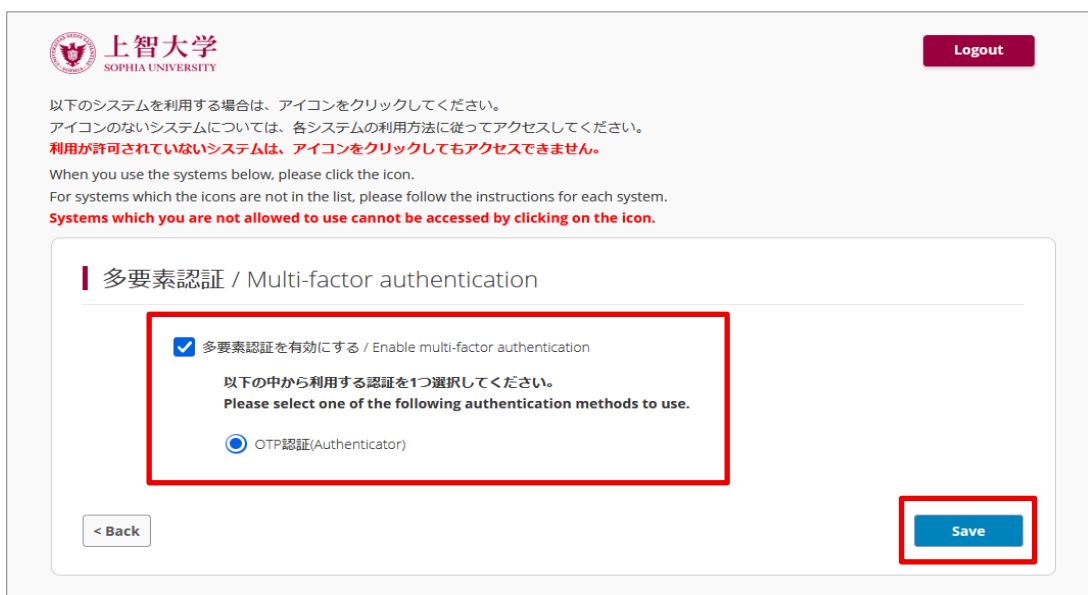 上智大学
SOPHIA UNIVERSITY
Logout
以下のシステムを利用する場合は、アイコンをクリックしてください。
アイコンのないシステムについては、各システムの利用方法に従ってアクセスしてください。
利用が許可されていないシステムは、アイコンをクリックしてもアクセスできません。
When you use the systems below, please click the icon.
For systems which the icons are not in the list, please follow the instructions for each system.
Systems which you are not allowed to use cannot be accessed by clicking on the icon.
多要素認証 / Multi-factor authentication
多要素認証を有効にする / Enable multi-factor authentication
以下の中から利用する認証を1つ選択してください。
Please select one of the following authentication methods to use.
OTP認証(Authenticator)
< Back
Save